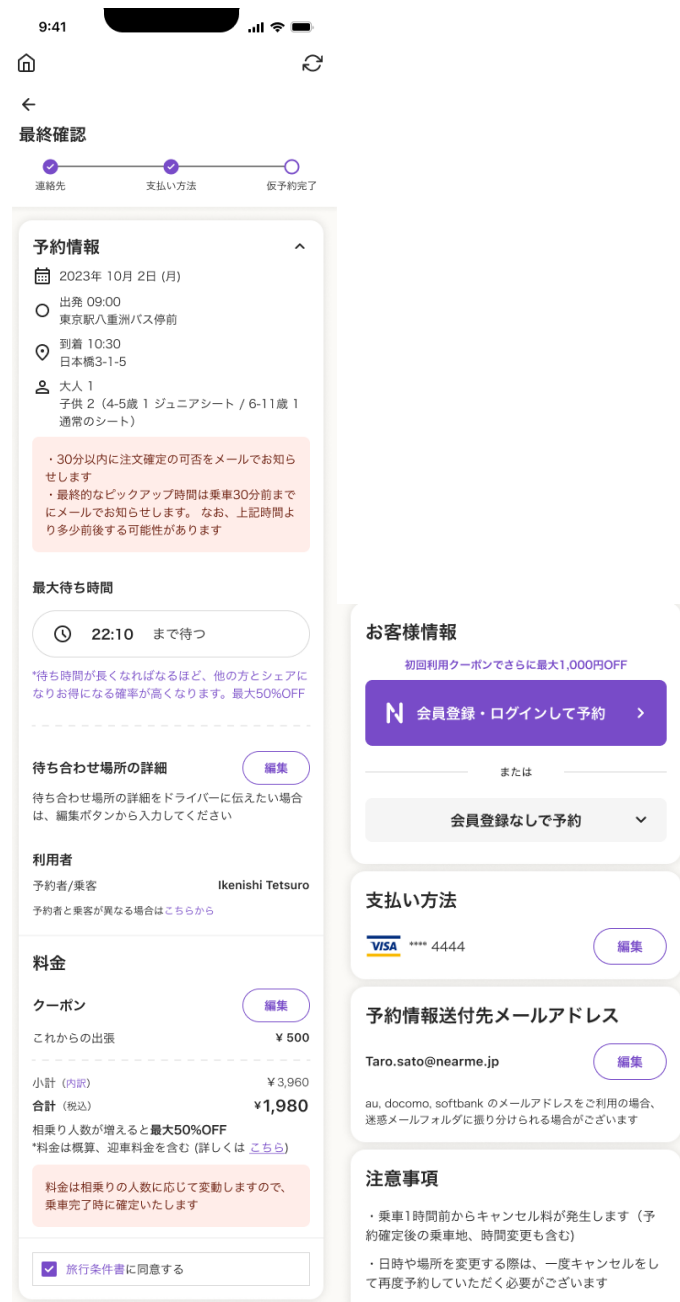 9:41
最終確認
連絡先
支払い方法
仮予約完了
予約情報
2023年 10月 2日 (月)
出発 09:00
東京駅八重洲バス停前
到着 10:30
日本橋3-1-5
大人 1
子供 2（4-5歳 1 ジュニアシート / 6-11歳 1
通常のシート）
・30分以内に注文確定の可否をメールでお知ら
せします
・最終的なピックアップ時間は乗車30分前まで
にメールでお知らせします。 なお、上記時間よ
り多少前後する可能性があります
最大待ち時間
22:10 まで待つ
*待ち時間が長くなればなるほど、他の方とシェアに
なりお得になる確率が高くなります。最大50%OFF
待ち合わせ場所の詳細
編集
待ち合わせ場所の詳細をドライバーに伝えたい場合
は、編集ボタンから入力してください
利用者
予約者/乗客 Ikenishi Tetsuro
予約者と乗客が異なる場合はこちらから
料金
クーポン
編集
これからの出張 ¥ 500
小計（内訳） ¥ 3,960
合計（税込） ¥1,980
相乗り人数が増えると最大50%OFF
*料金は概算、迎車料金を含む (詳しくは こちら)
料金は相乗りの人数に応じて変動しますので、
乗車完了時に確定いたします
旅行条件書に同意する
お客様情報
初回利用クーポンでさらに最大1,000円OFF
会員登録・ログインして予約
または
会員登録なしで予約
支払い方法
VISA **** 4444
編集
予約情報送付先メールアドレス
Taro.sato@nearme.jp
編集
au, docomo, softbank のメールアドレスをご利用の場合、
迷惑メールフォルダに振り分けられる場合がございます
注意事項
・乗車1時間前からキャンセル料が発生します（予
約確定後の乗車地、時間変更も含む)
・日時や場所を変更する際は、一度キャンセルをし
て再度予約していただく必要がございます